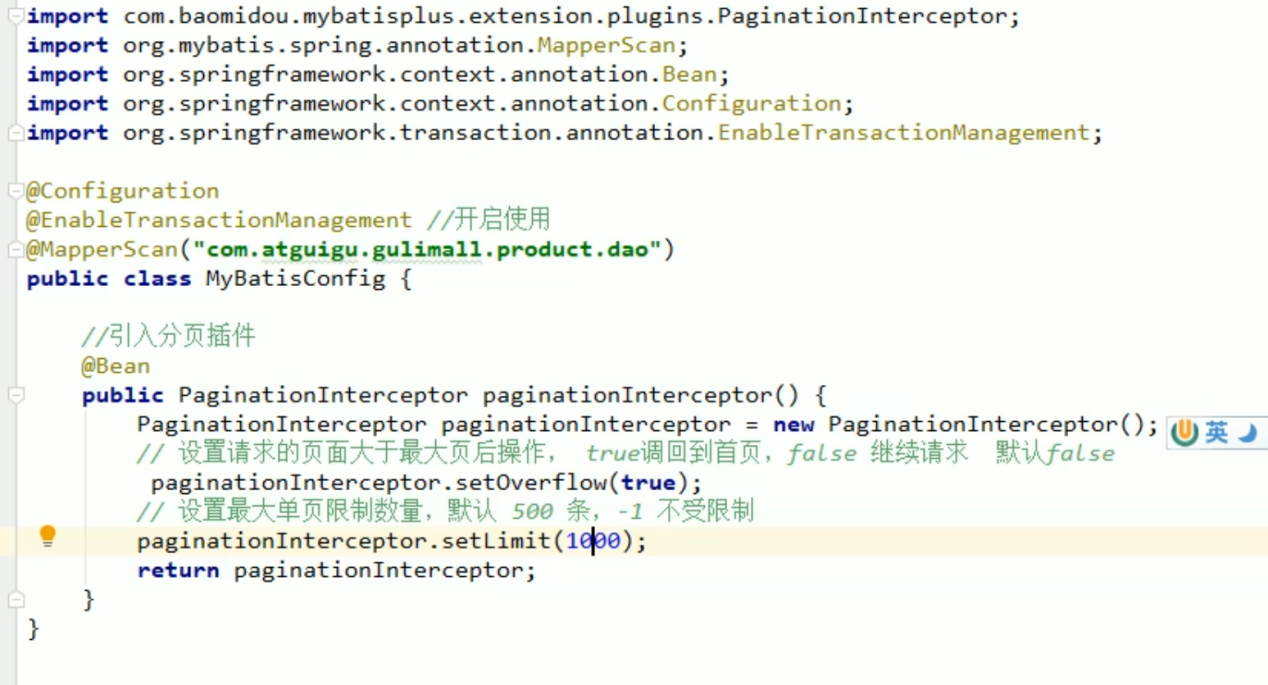 import com.baomidou.mybatisplus.extension.plugins.PaginationInterceptor;
import org.mybatis.spring.annotation.MapperScan;
import org.springframework.context.annotation.Bean;
import org.springframework.context.annotation.Configuration;
import org.springframework.transaction.annotation.EnableTransactionManagement;
@Configuration
@EnableTransactionManagement //开启使用
@MapperScan("com.atguigu.gulimall.product.dao")
public class MyBatisConfig {
//引入分页插件
@Bean
public PaginationInterceptor paginationInterceptor() {
PaginationInterceptor paginationInterceptor = new PaginationInterceptor();
英
// 设置请求的页面大于最大页后操作， true调回到首页，false 继续请求  默认false
paginationInterceptor.setOverflow(true);
// 设置最大单页限制数量，默认 500 条，-1 不受限制
paginationInterceptor.setLimit(1000);
return paginationInterceptor;
}
}